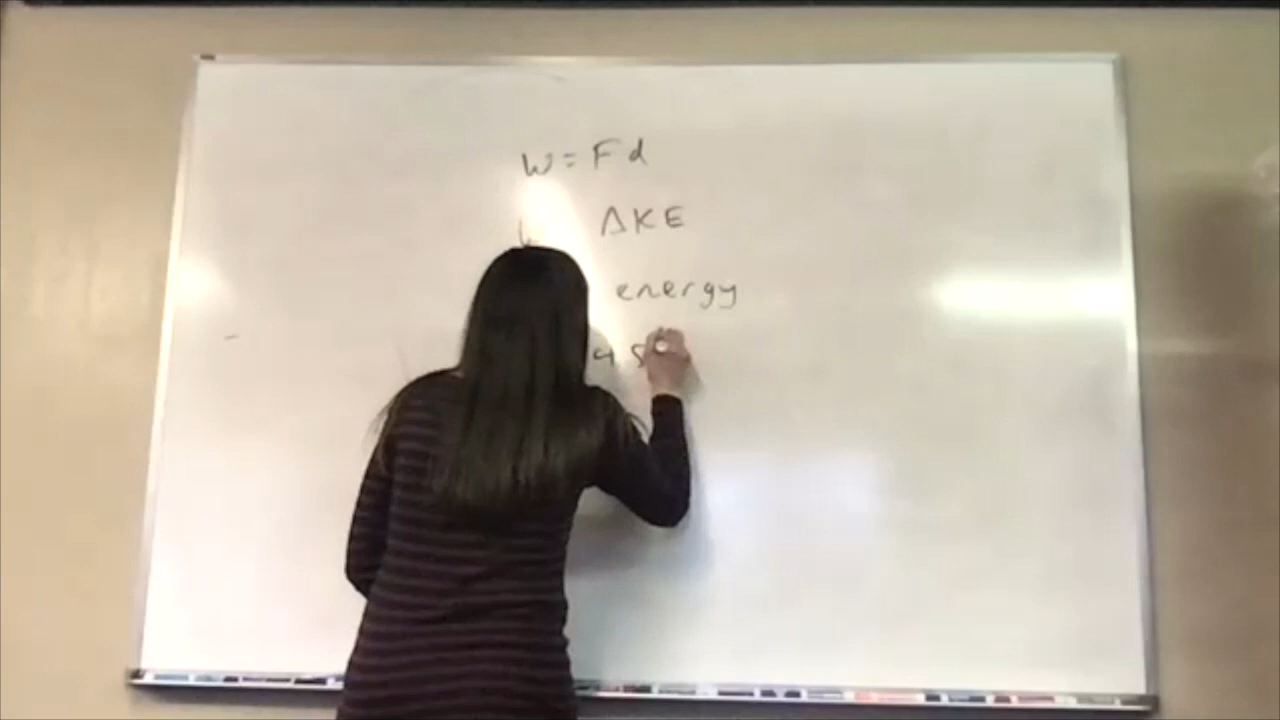 W = Fd
ΔKE
energy